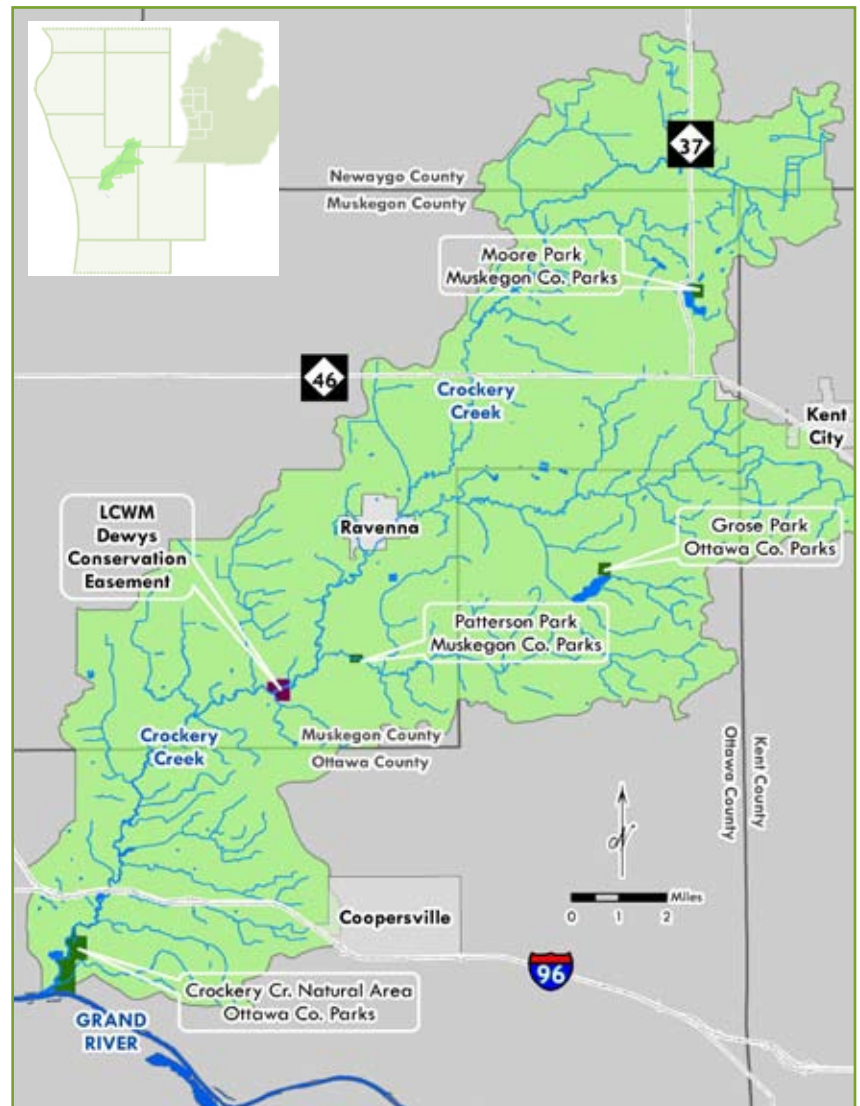 37
Newaygo County
Muskegon County
Moore Park
Muskegon Co. Parks
46
Crockery
Creek
Kent
City
LCWM
Dewys
Conservation
Easement
Ravenna
Grose Park
Ottawa Co. Parks
Patterson Park
Muskegon Co. Parks
Crockery
Creek
Muskegon County
Ottawa County
Ottawa County
Kent County
N
Miles
0 1 2
Coopersville
96
Crockery Cr. Natural Area
Ottawa Co. Parks
GRAND
RIVER